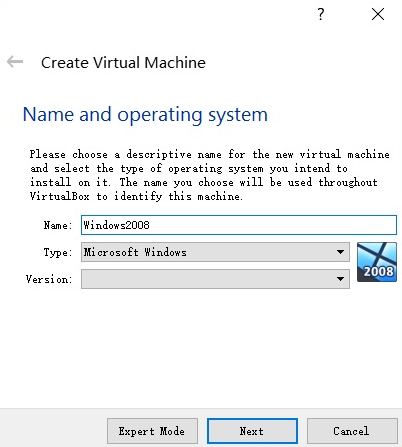 ?
Create Virtual Machine
Name and operating system
Please choose a descriptive name for the new virtual machine
and select the type of operating system you intend to
install on it. The name you choose will be used throughout
VirtualBox to identify this machine.
Name: Windows2008
Type: Microsoft Windows
2008
Version:
Expert Mode Next Cancel